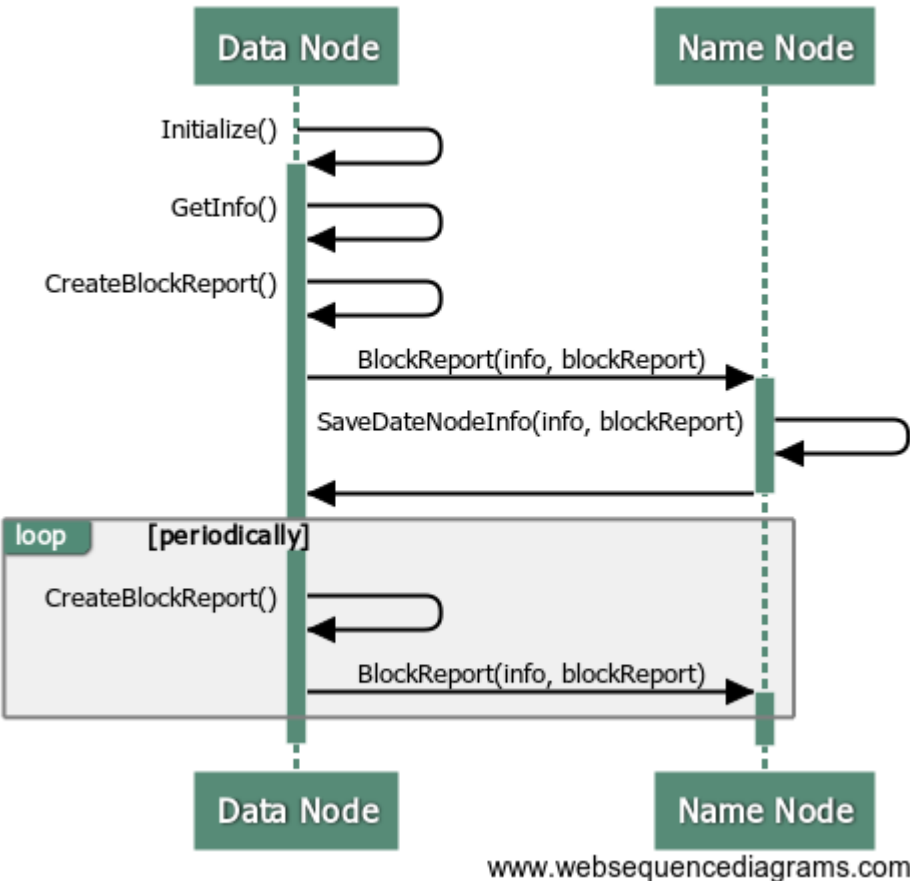 Data Node
Name Node
Initialize()
GetInfo()
CreateBlockReport()
BlockReport(info, blockReport)
SaveDateNodeInfo(info, blockReport)
loop [periodically]
CreateBlockReport()
BlockReport(info, blockReport)
Data Node
Name Node
www.websequencediagrams.com